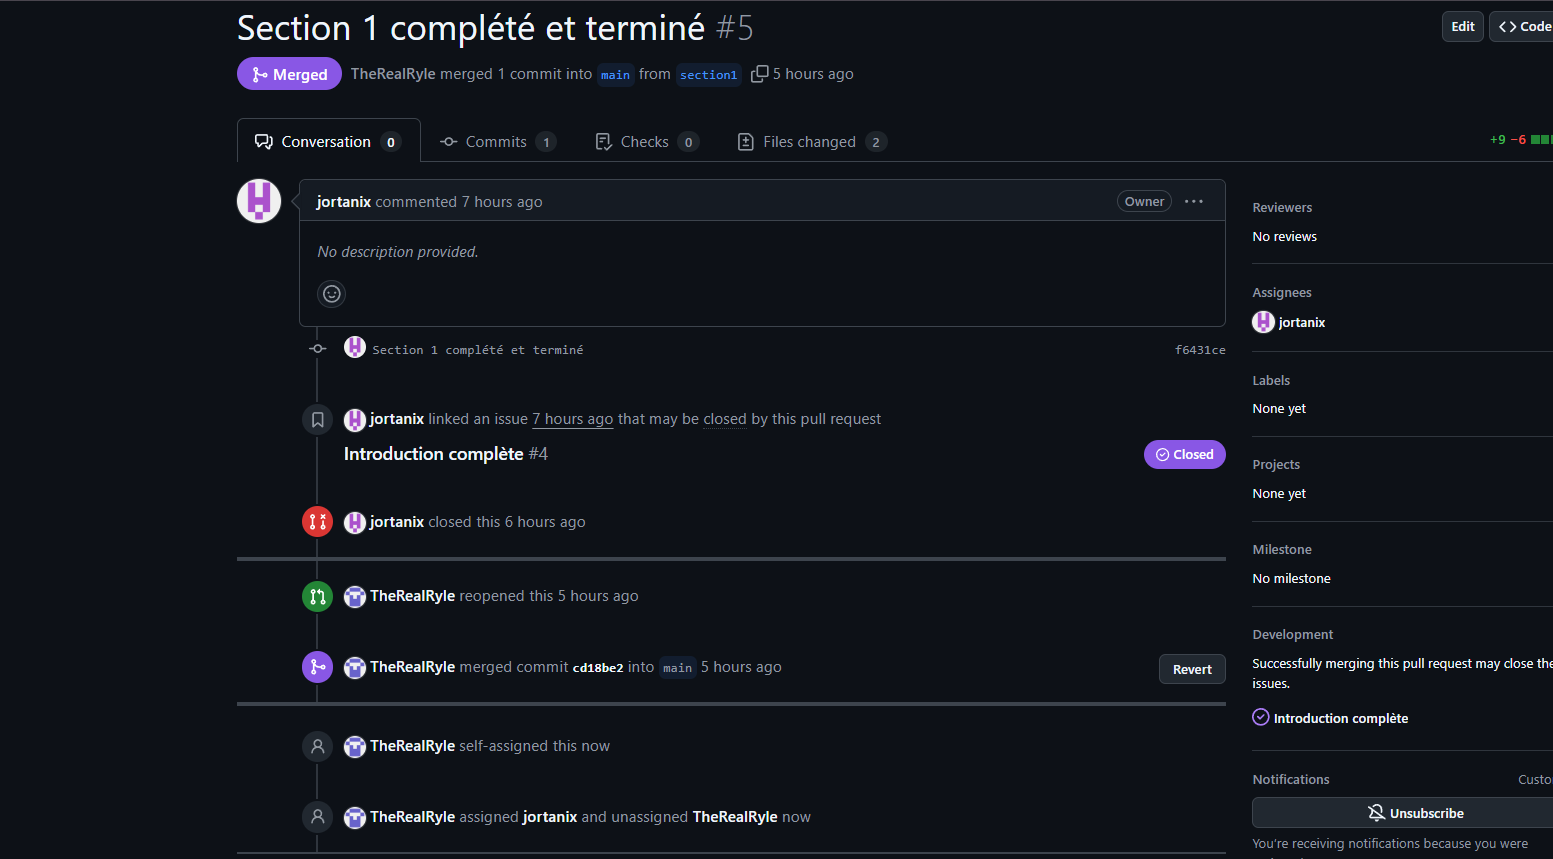 Section 1 complété et terminé #5
Edit
Code
Merged
TheRealRyle merged 1 commit into main from section1 5 hours ago
Conversation 0
Commits 1
Checks 0
Files changed 2
+9 −6
jortanix commented 7 hours ago
Owner
No description provided.
Section 1 complété et terminé
f6431ce
jortanix linked an issue 7 hours ago that may be closed by this pull request
Introduction complète #4
Closed
jortanix closed this 6 hours ago
TheRealRyle reopened this 5 hours ago
TheRealRyle merged commit cd18be2 into main 5 hours ago
Revert
TheRealRyle self-assigned this now
TheRealRyle assigned jortanix and unassigned TheRealRyle now
Reviewers
No reviews
Assignees
jortanix
Labels
None yet
Projects
None yet
Milestone
No milestone
Development
Successfully merging this pull request may close the
issues.
Introduction complète
Notifications
Custo
Unsubscribe
You're receiving notifications because you were